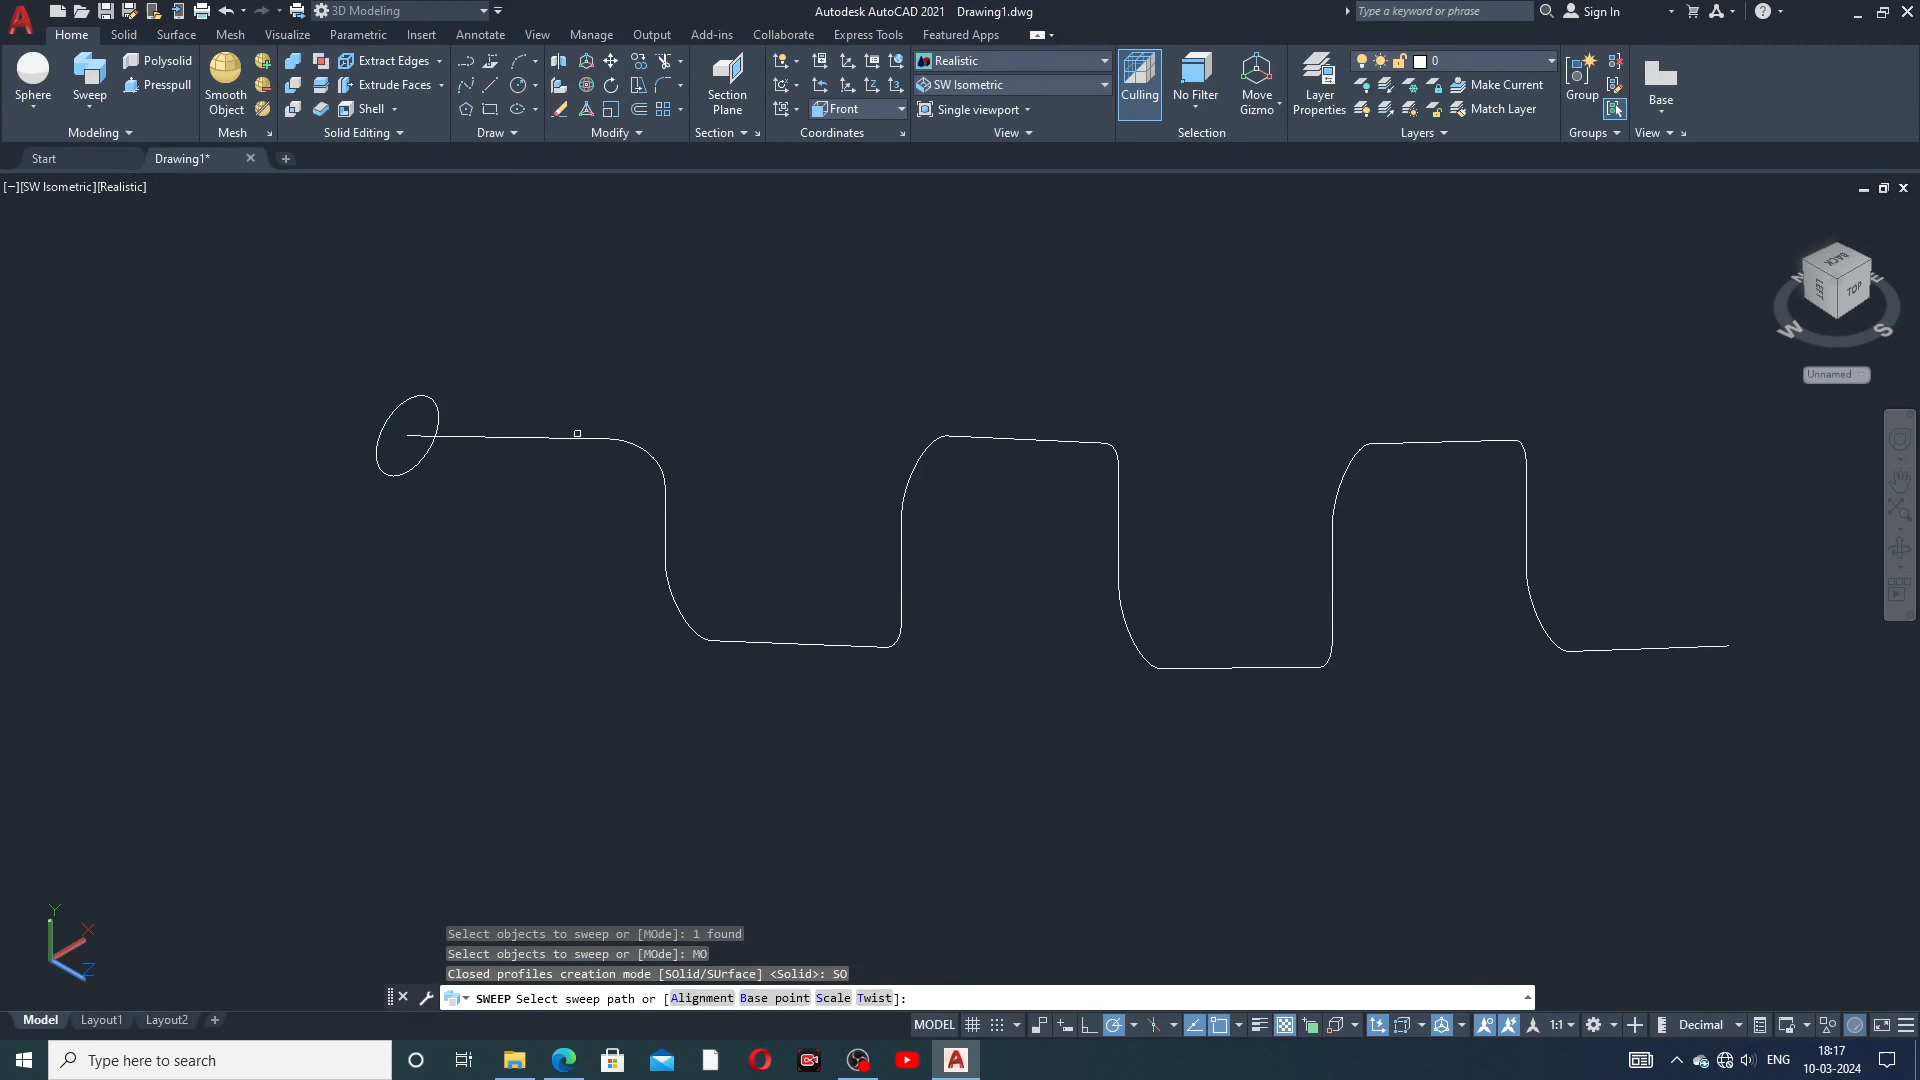 3D Modeling
Autodesk AutoCAD 2021 Drawing1.dwg
Type a keyword or phrase
Sign In
Home Solid Surface Mesh Visualize Parametric Insert Annotate View Manage Output Add-ins Collaborate Express Tools Featured Apps
Sphere
Sweep
Polysolid
Presspull
Smooth
Object
Extract Edges
Extrude Faces
Shell
Section
Plane
Front
Realistic
SW Isometric
Single viewport
Culling
No Filter
Move
Gizmo
Layer
Properties
0
Make Current
Match Layer
Group
Base
Modeling
Mesh
Solid Editing
Draw
Modify
Section
Coordinates
View
Selection
Layers
Groups
View
Start
Drawing1*
[−][SW Isometric][Realistic]
BACK
LEFT
TOP
N
E
W
S
Unnamed
Y
X
Z
Select objects to sweep or [MOde]: 1 found
Select objects to sweep or [MOde]: MO
Closed profiles creation mode [SOlid/SUrface] <Solid>: SO
SWEEP Select sweep path or [Alignment Base point Scale Twist]:
Model Layout1 Layout2
MODEL
1:1
Decimal
Type here to search
ENG
18:17
10-03-2024